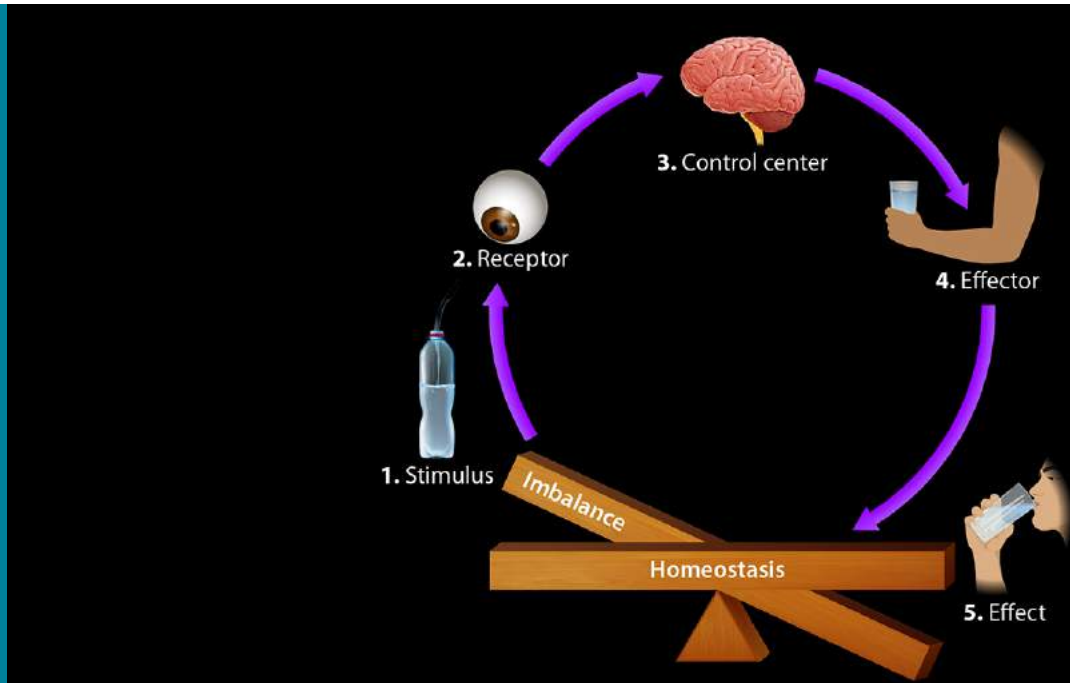 3. Control center
2. Receptor
4. Effector
1. Stimulus
Imbalance
Homeostasis
5. Effect